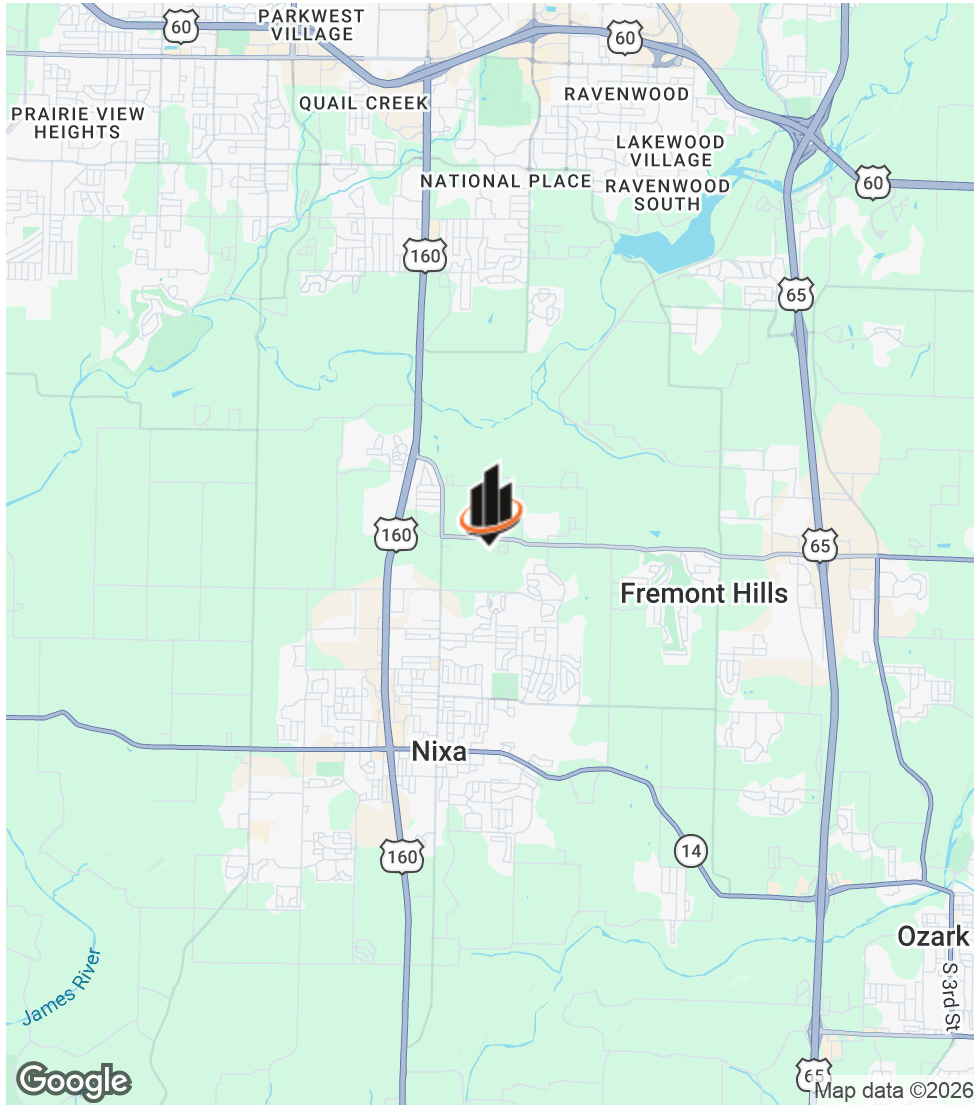 PARKWEST
VILLAGE
60
60
QUAIL CREEK
RAVENWOOD
PRAIRIE VIEW
HEIGHTS
LAKEWOOD
VILLAGE
NATIONAL PLACE
RAVENWOOD
SOUTH
60
160
65
160
65
Fremont Hills
Nixa
14
160
Ozark
S 3rd St
James River
65
Google
Map data ©2026